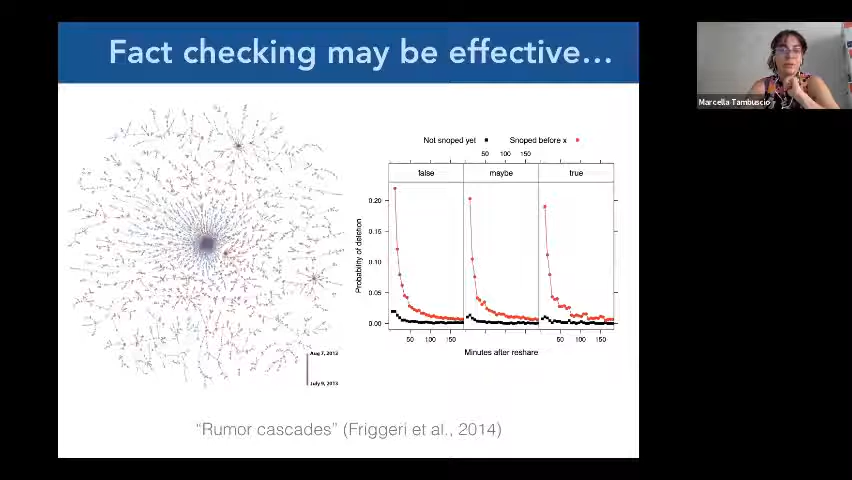 Fact checking may be effective…
Marcella Tambuscio
Not snoped yet
Snoped before x
50 100 150
false
maybe
true
0.20
0.15
0.10
0.05
0.00
Probability of deletion
50 100 150
50 100 150
Minutes after reshare
Aug 7, 2013
July 9, 2013
“Rumor cascades” (Friggeri et al., 2014)